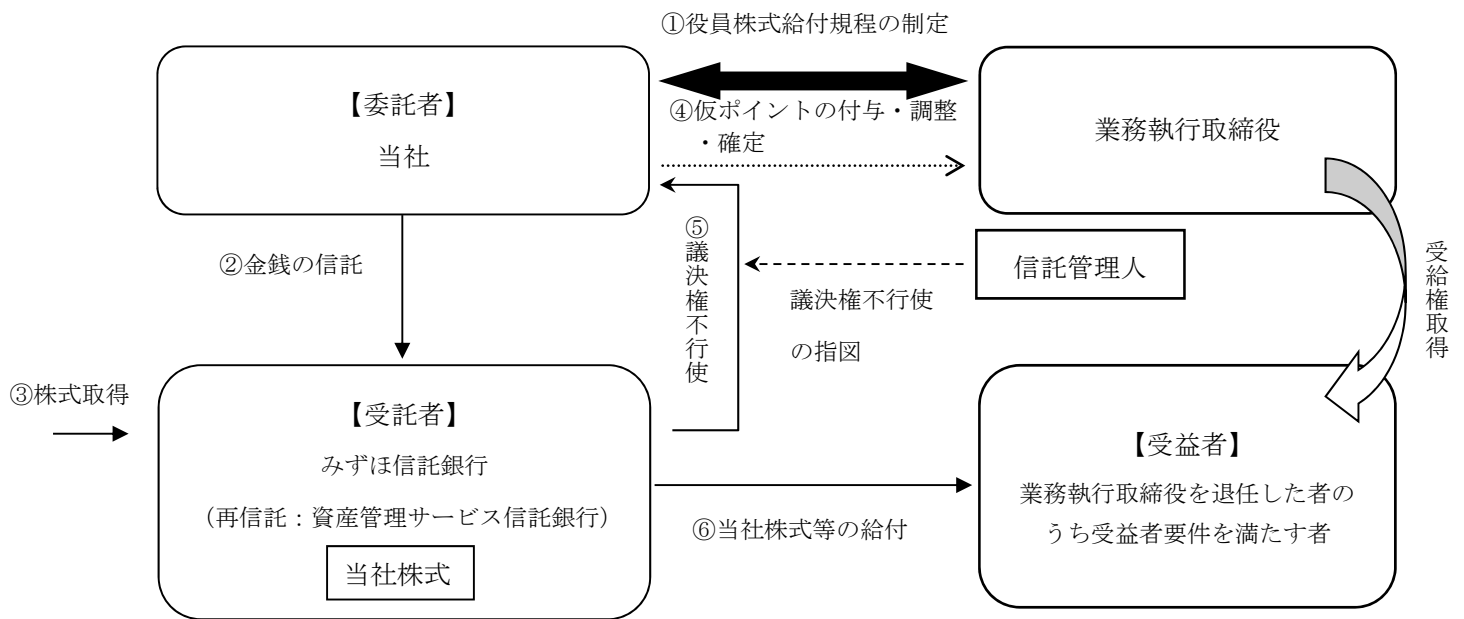 ①役員株式給付規程の制定
【委託者】
当社
④仮ポイントの付与・調整
・確定
業務執行取締役
②金銭の信託
⑤議決権不行使
信託管理人
議決権不行使
の指図
受給権取得
③株式取得
【受託者】
みずほ信託銀行
（再信託：資産管理サービス信託銀行）
当社株式
⑥当社株式等の給付
【受益者】
業務執行取締役を退任した者の
うち受益者要件を満たす者